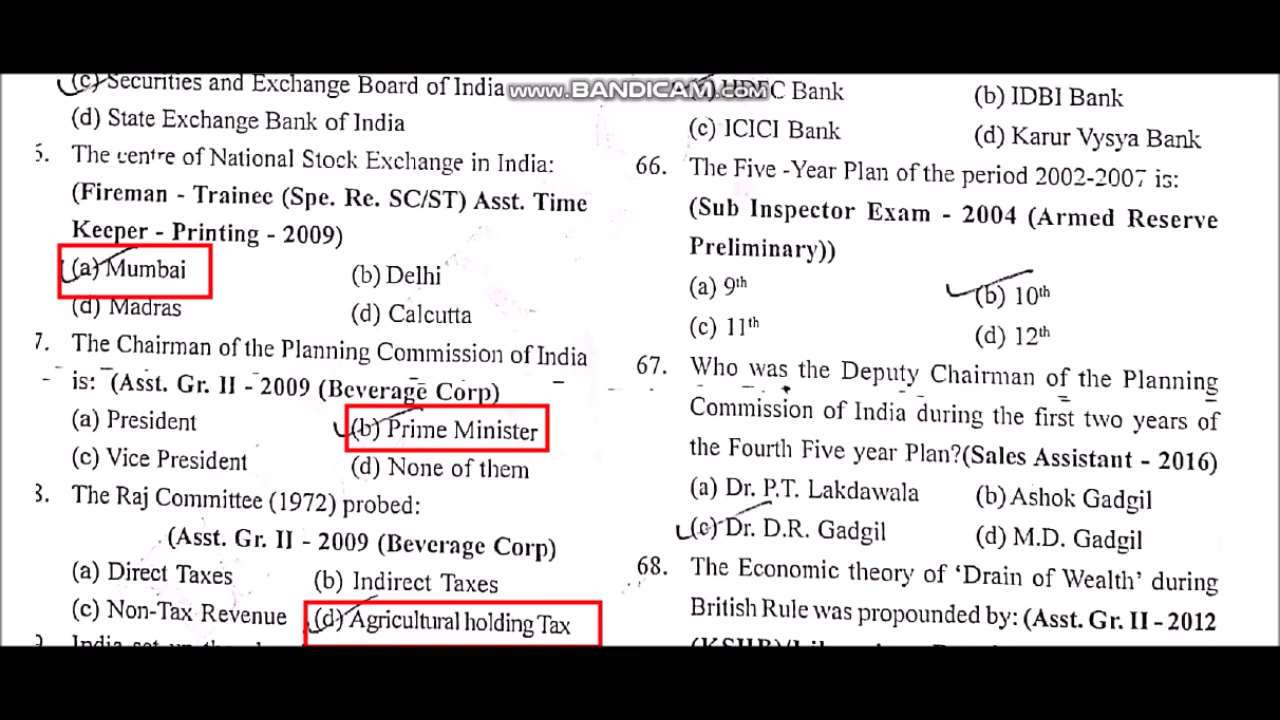 (c) Securities and Exchange Board of India
(d) State Exchange Bank of India
The centre of National Stock Exchange in India:
(Fireman - Trainee (Spe. Re. SC/ST) Asst. Time
Keeper - Printing - 2009)
(a) Mumbai (b) Delhi
(d) Madras (d) Calcutta
7. The Chairman of the Planning Commission of India
is: (Asst. Gr. II - 2009 (Beverage Corp)
(a) President (b) Prime Minister
(c) Vice President (d) None of them
The Raj Committee (1972) probed:
(Asst. Gr. II - 2009 (Beverage Corp)
(a) Direct Taxes (b) Indirect Taxes
(c) Non-Tax Revenue (d) Agricultural holding Tax
India set up the
www.BANDICAM.com
HDFC Bank (b) IDBI Bank
(c) ICICI Bank (d) Karur Vysya Bank
66. The Five -Year Plan of the period 2002-2007 is:
(Sub Inspector Exam - 2004 (Armed Reserve
Preliminary))
(a) 9th (b) 10th
(c) 11th (d) 12th
67. Who was the Deputy Chairman of the Planning
Commission of India during the first two years of
the Fourth Five year Plan?(Sales Assistant - 2016)
(a) Dr. P.T. Lakdawala (b) Ashok Gadgil
(c) Dr. D.R. Gadgil (d) M.D. Gadgil
68. The Economic theory of ‘Drain of Wealth’ during
British Rule was propounded by: (Asst. Gr. II - 2012